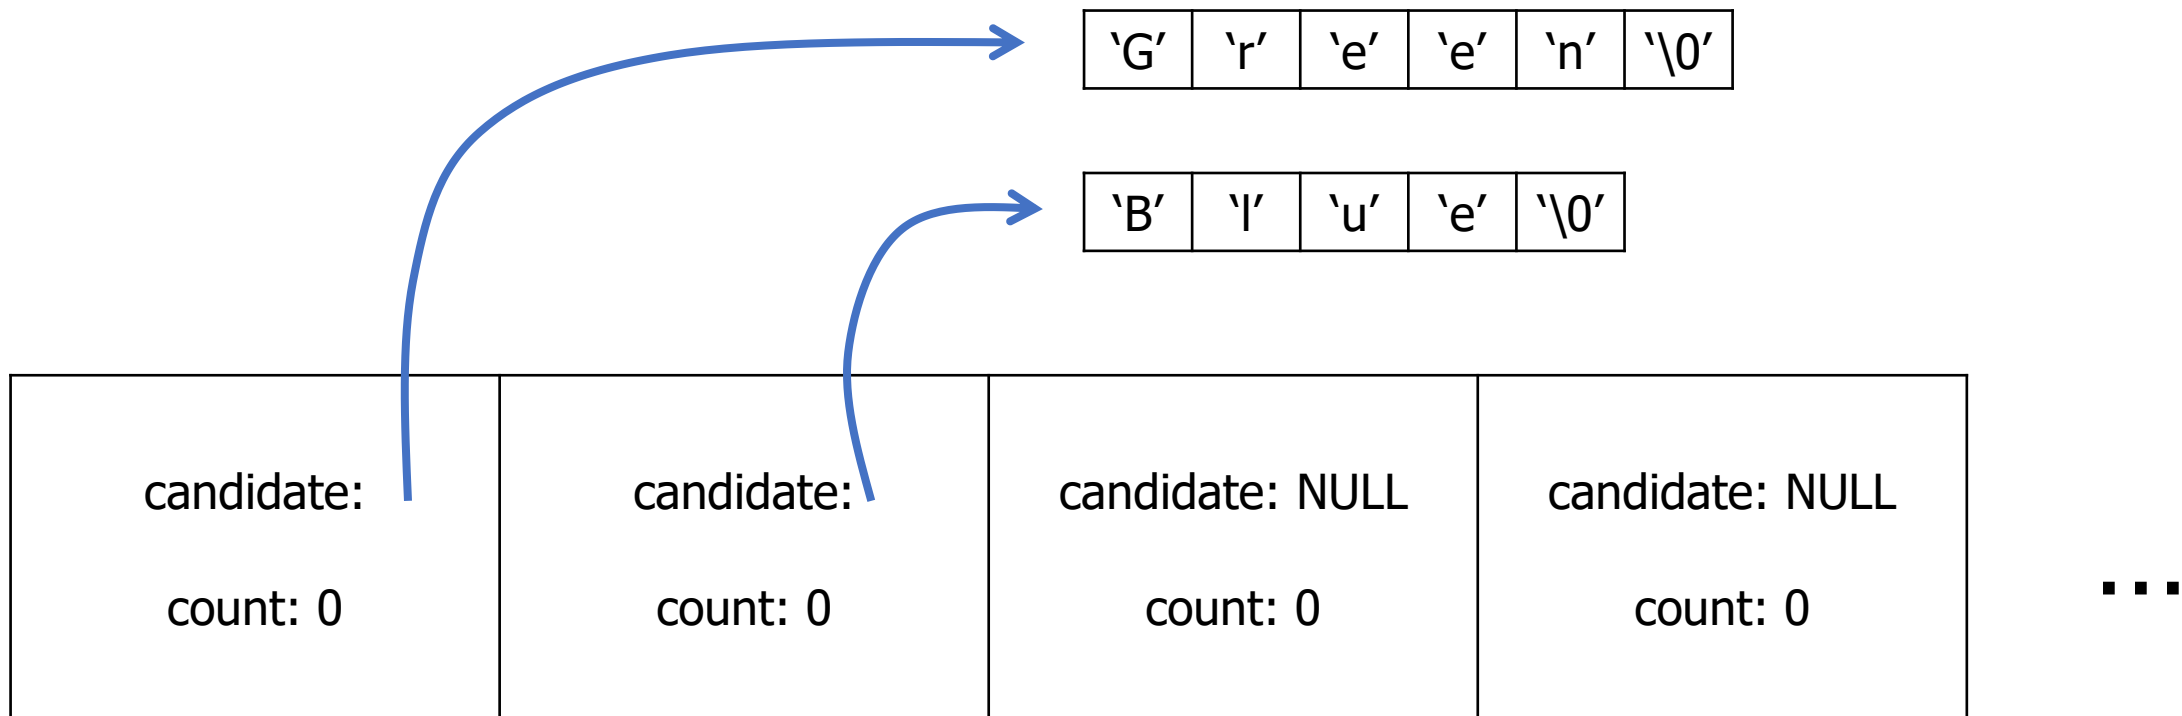 ‘G’ ‘r’ ‘e’ ‘e’ ‘n’ ‘\0’
‘B’ ‘l’ ‘u’ ‘e’ ‘\0’
candidate: candidate: candidate: NULL candidate: NULL
count: 0 count: 0 count: 0 count: 0
...